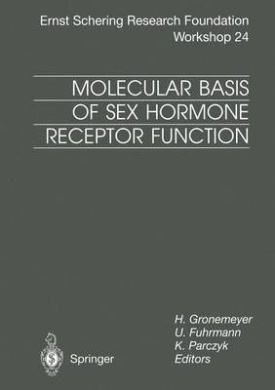 Ernst Schering Research Foundation
Workshop 24
MOLECULAR BASIS
OF SEX HORMONE
RECEPTOR FUNCTION
H. Gronemeyer
U. Fuhrmann
K. Parczyk
Editors
Springer